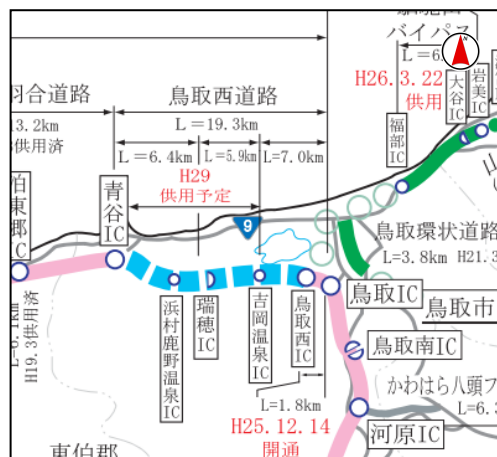 バイパス
L=6.
H26.3.22
供用
大谷IC
岩美IC
羽合道路
鳥取西道路
13.2km
供用済
L=19.3km
L=6.4km
L=5.9km
L=7.0km
H29
供用予定
福部IC
青谷IC
泊東郷IC
9
鳥取環状道路
L=3.8km H21.3
鳥取IC
鳥取市
浜村鹿野温泉IC
瑞穂IC
吉岡温泉IC
鳥取西IC
鳥取南IC
H19.3供用済
L=1.8km
かわはら八頭フ
L=6.3
H25.12.14
開通
河原IC
東伯郡